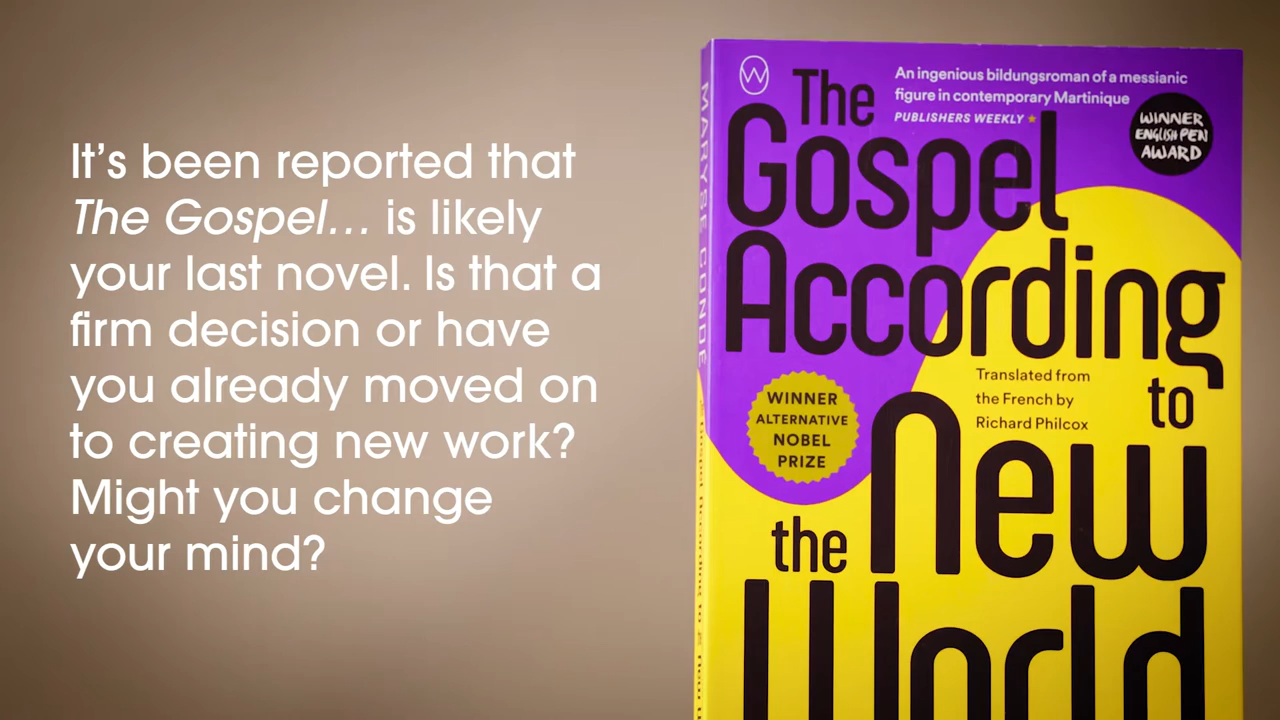 It's been reported that
The Gospel... is likely
your last novel. Is that a
firm decision or have
you already moved on
to creating new work?
Might you change
your mind?
W
An ingenious bildungsroman of a messianic
figure in contemporary Martinique
PUBLISHERS WEEKLY ★
WINNER
ENGLISH PEN
AWARD
The
Gospel
According
to
the New
World
Translated from
the French by
Richard Philcox
WINNER
ALTERNATIVE
NOBEL
PRIZE
MARYSE CONDÉ